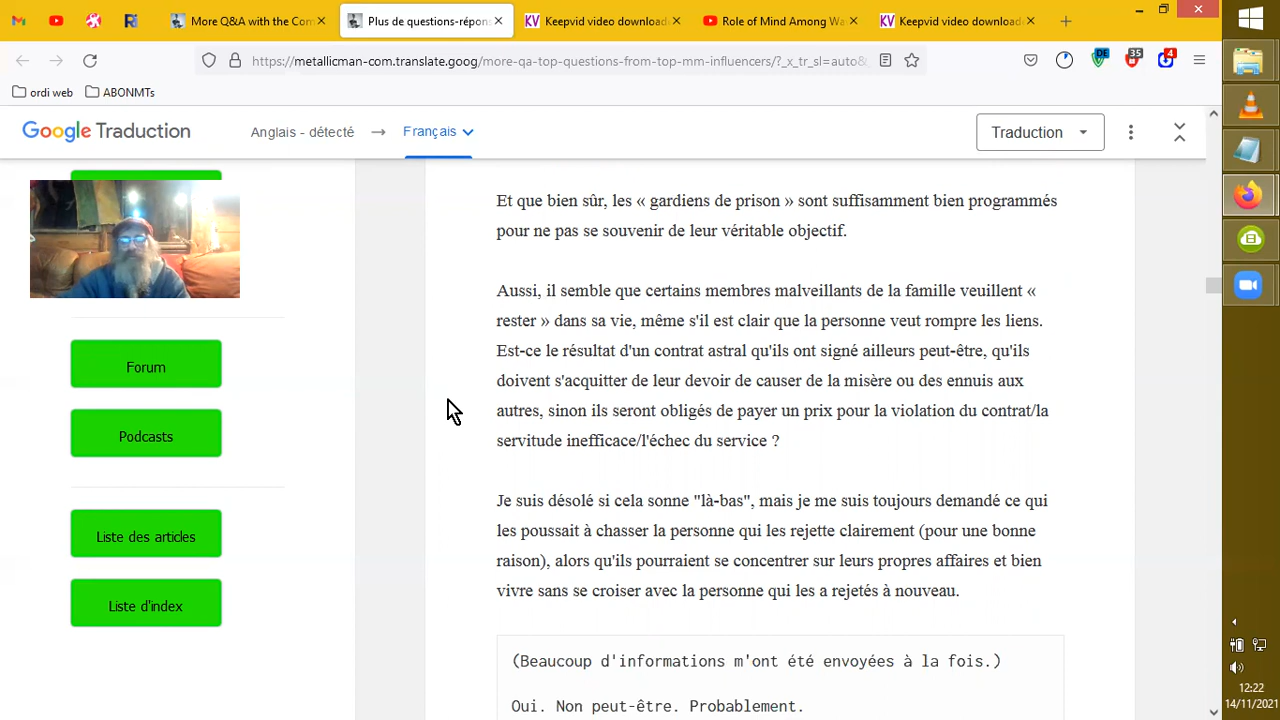 More Q&A with the Com
Plus de questions-répons
Keepvid video download
Role of Mind Among Wa
Keepvid video download
https://metallicman-com.translate.goog/more-qa-top-questions-from-top-mm-influencers/?_x_tr_sl=auto&
DE
35
4
ordi web
ABONMTs
Google Traduction
Anglais - détecté
Français
Traduction
Et que bien sûr, les « gardiens de prison » sont suffisamment bien programmés
pour ne pas se souvenir de leur véritable objectif.
Aussi, il semble que certains membres malveillants de la famille veuillent «
rester » dans sa vie, même s'il est clair que la personne veut rompre les liens.
Est-ce le résultat d'un contrat astral qu'ils ont signé ailleurs peut-être, qu'ils
doivent s'acquitter de leur devoir de causer de la misère ou des ennuis aux
autres, sinon ils seront obligés de payer un prix pour la violation du contrat/la
servitude inefficace/l'échec du service ?
Je suis désolé si cela sonne "là-bas", mais je me suis toujours demandé ce qui
les poussait à chasser la personne qui les rejette clairement (pour une bonne
raison), alors qu'ils pourraient se concentrer sur leurs propres affaires et bien
vivre sans se croiser avec la personne qui les a rejetés à nouveau.
(Beaucoup d'informations m'ont été envoyées à la fois.)
Oui. Non peut-être. Probablement.
Forum
Podcasts
Liste des articles
Liste d'index
12:22
14/11/2021